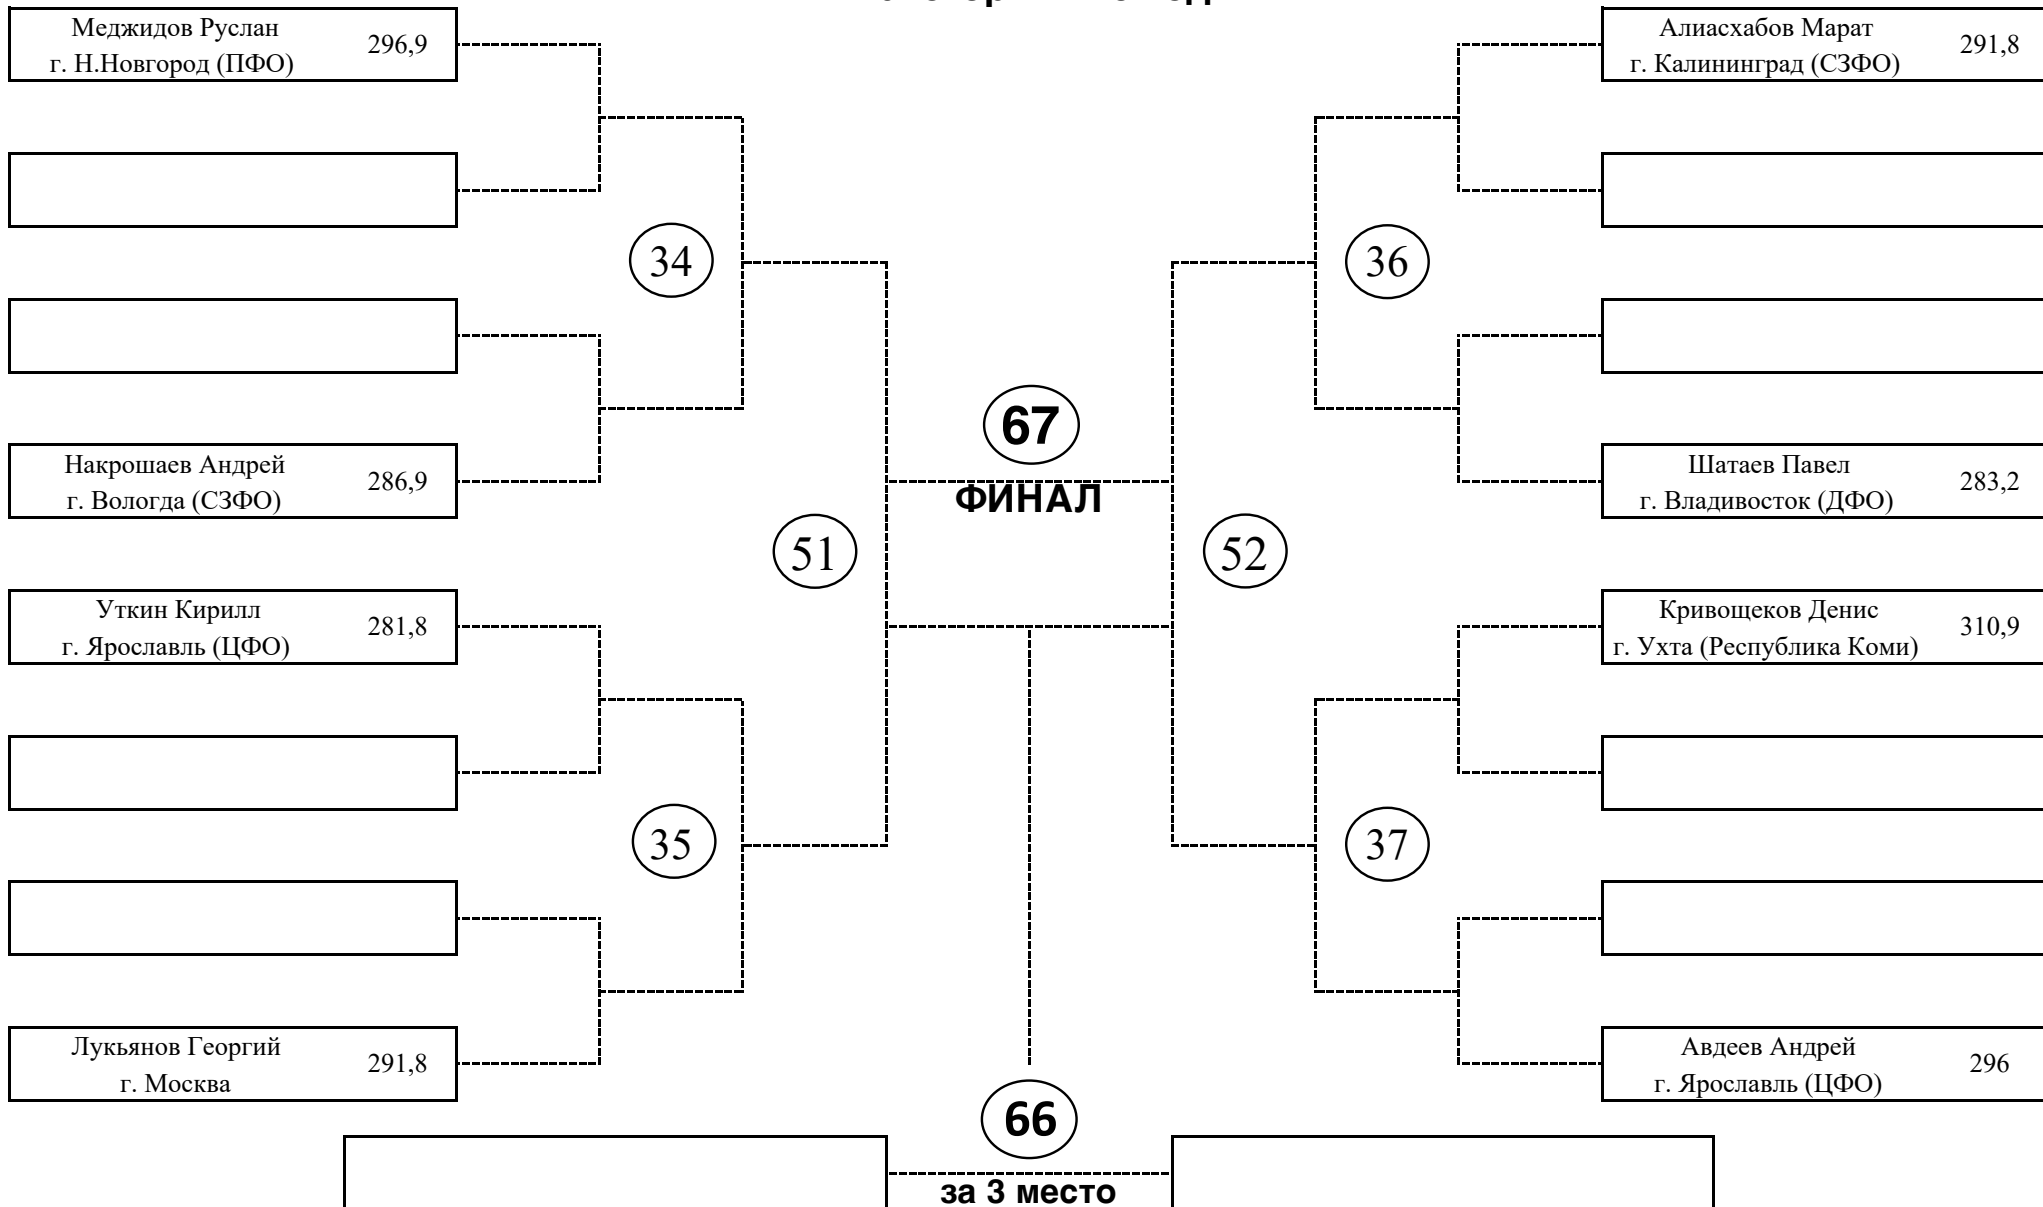 Меджидов Руслан
г. Н.Новгород (ПФО)
296,9
Алиасхабов Марат
г. Калининград (СЗФО)
291,8
34
36
67
ФИНАЛ
Накрошаев Андрей
г. Вологда (СЗФО)
286,9
Шатаев Павел
г. Владивосток (ДФО)
283,2
51
52
Уткин Кирилл
г. Ярославль (ЦФО)
281,8
Кривощеков Денис
г. Ухта (Республика Коми)
310,9
35
37
Лукьянов Георгий
г. Москва
291,8
Авдеев Андрей
г. Ярославль (ЦФО)
296
66
за 3 место